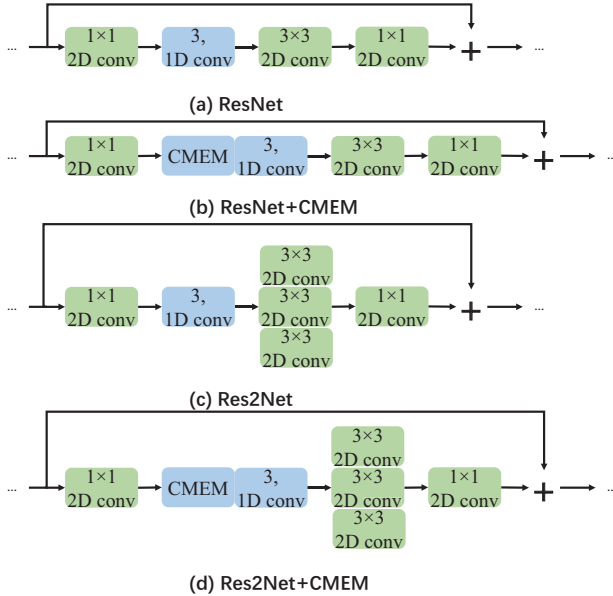 ...
1×1
2D conv
3,
1D conv
3×3
2D conv
1×1
2D conv
+
...
(a) ResNet
...
1×1
2D conv
CMEM
3,
1D conv
3×3
2D conv
1×1
2D conv
+
...
(b) ResNet+CMEM
...
1×1
2D conv
3,
1D conv
3×3
2D conv
3×3
2D conv
3×3
2D conv
1×1
2D conv
+
...
(c) Res2Net
...
1×1
2D conv
CMEM
3,
1D conv
3×3
2D conv
3×3
2D conv
3×3
2D conv
1×1
2D conv
+
...
(d) Res2Net+CMEM